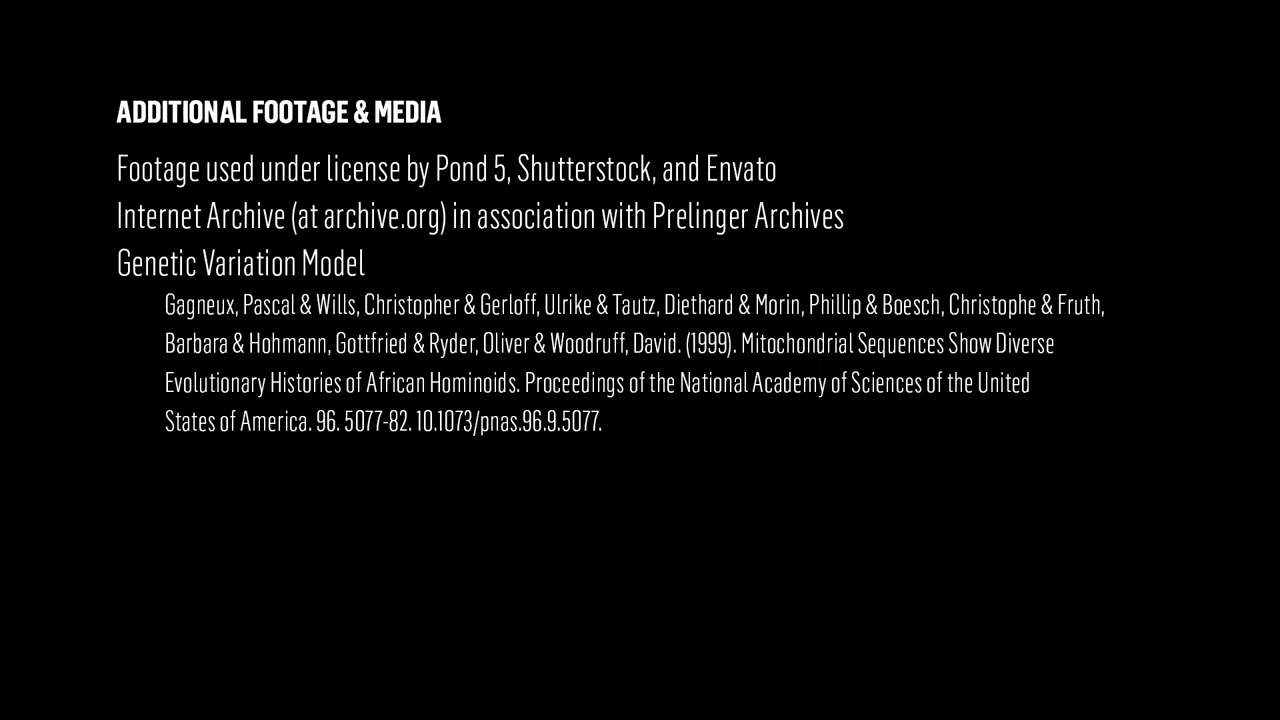 ADDITIONAL FOOTAGE & MEDIA
Footage used under license by Pond 5, Shutterstock, and Envato
Internet Archive (at archive.org) in association with Prelinger Archives
Genetic Variation Model
Gagneux, Pascal & Wills, Christopher & Gerloff, Ulrike & Tautz, Diethard & Morin, Phillip & Boesch, Christophe & Fruth,
Barbara & Hohmann, Gottfried & Ryder, Oliver & Woodruff, David. (1999). Mitochondrial Sequences Show Diverse
Evolutionary Histories of African Hominoids. Proceedings of the National Academy of Sciences of the United
States of America. 96. 5077-82. 10.1073/pnas.96.9.5077.